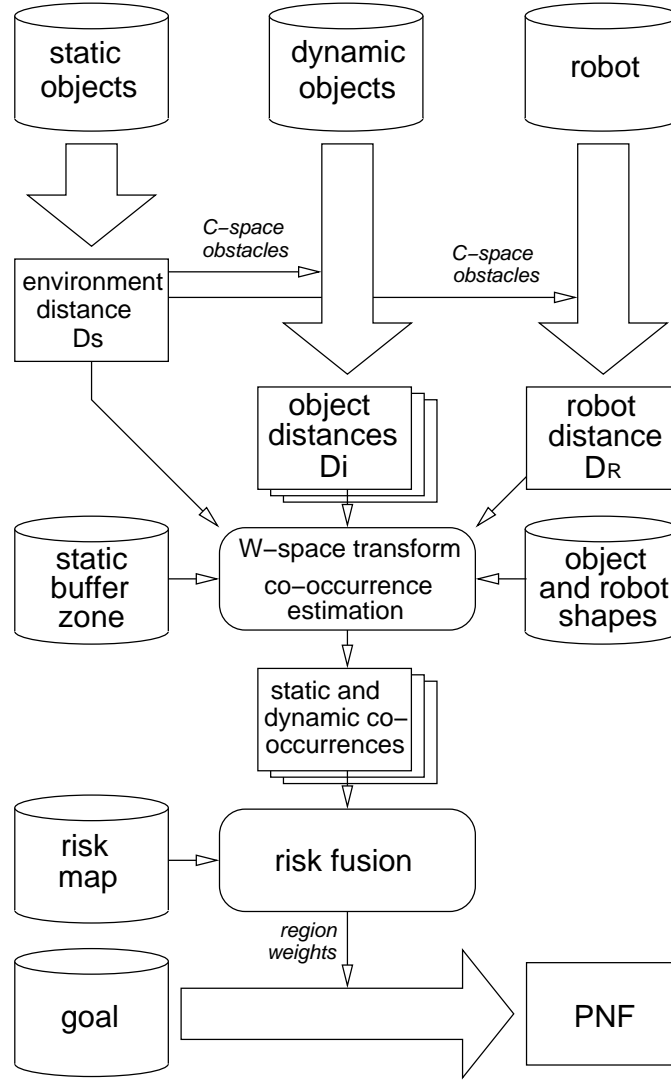 static
objects
dynamic
objects
robot
C−space
obstacles
C−space
obstacles
environment
distance
Ds
object
distances
Di
robot
distance
DR
static
buffer
zone
W−space transform
co−occurrence
estimation
object
and robot
shapes
static and
dynamic co−
occurrences
risk
map
risk fusion
region
weights
goal
PNF